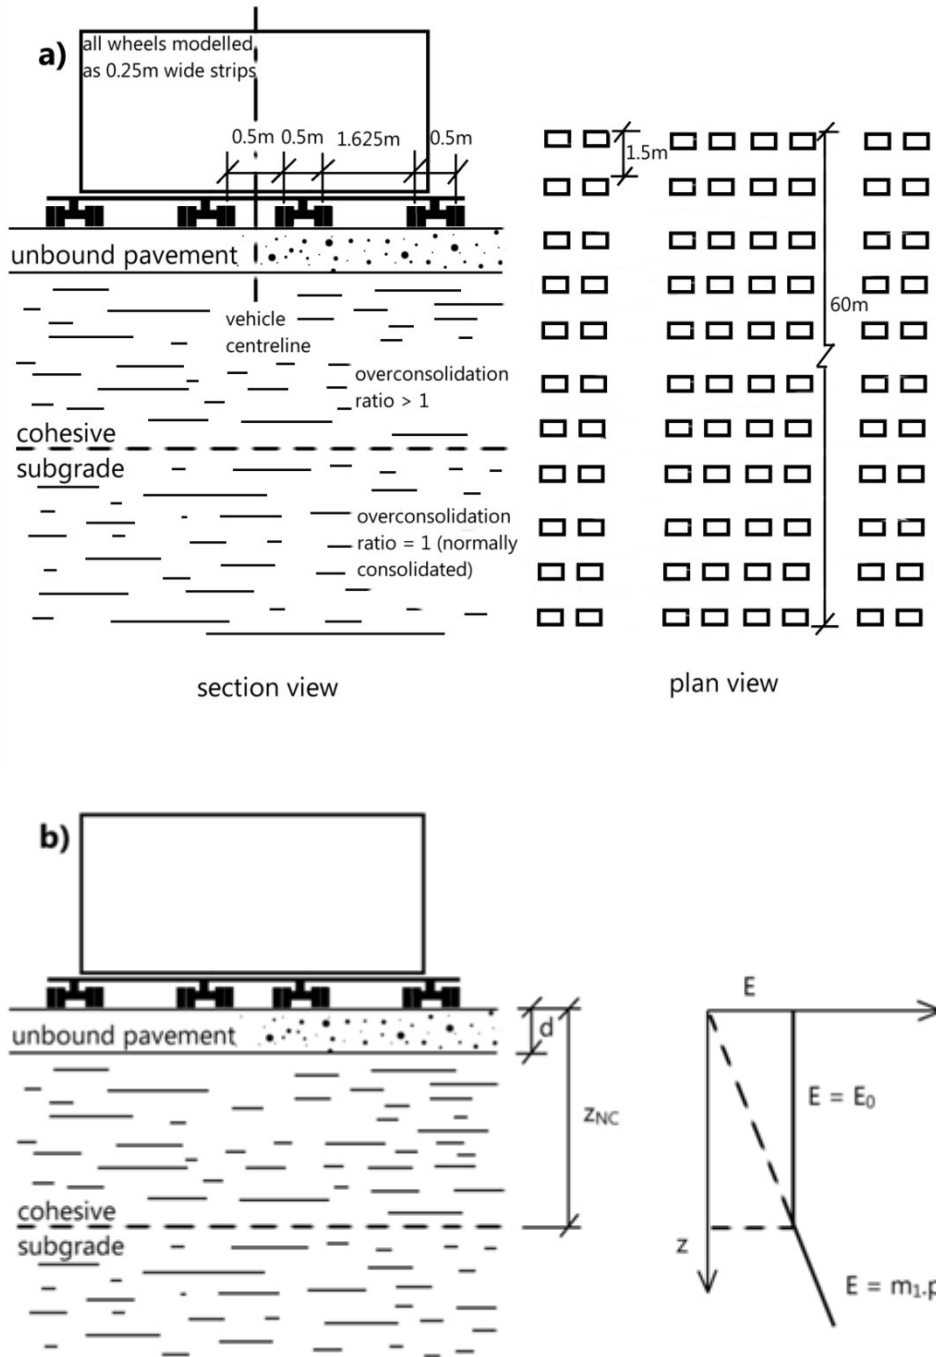 a)
all wheels modelled
as 0.25m wide strips
0.5m 0.5m 1.625m 0.5m
unbound pavement
vehicle
centreline
overconsolidation
ratio > 1
cohesive
subgrade
overconsolidation
ratio = 1 (normally
consolidated)
section view
1.5m
60m
plan view
b)
unbound pavement
d
zNC
cohesive
subgrade
E
E = E0
z
E = m1.p